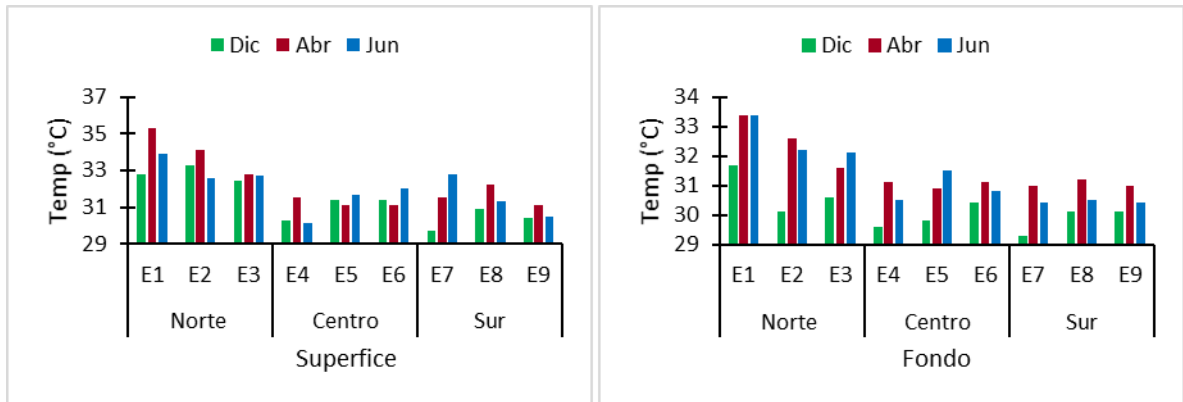 Dic Abr Jun
37
35
33
31
29
Temp (°C)
E1 E2 E3 E4 E5 E6 E7 E8 E9
Norte Centro Sur
Superfice
Dic Abr Jun
34
33
32
31
30
29
Temp (°C)
E1 E2 E3 E4 E5 E6 E7 E8 E9
Norte Centro Sur
Fondo